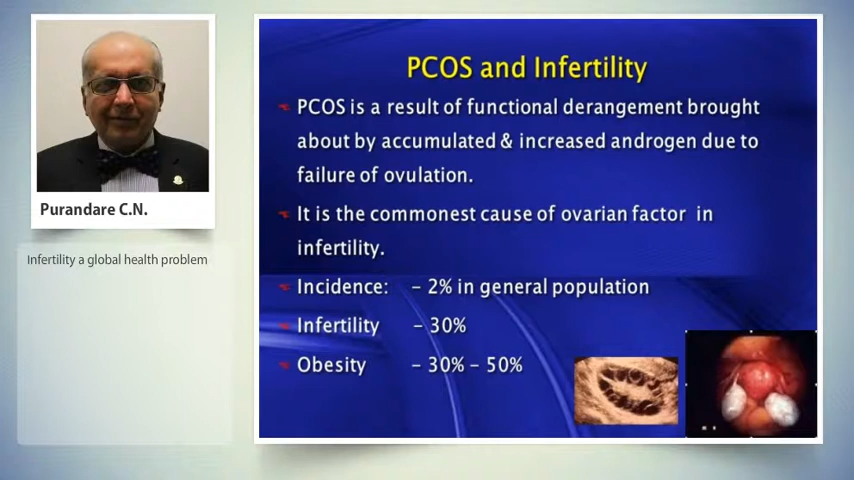 Purandare C.N.
Infertility a global health problem
PCOS and Infertility
PCOS is a result of functional derangement brought
about by accumulated & increased androgen due to
failure of ovulation.
It is the commonest cause of ovarian factor in
infertility.
Incidence: – 2% in general population
Infertility – 30%
Obesity – 30% – 50%